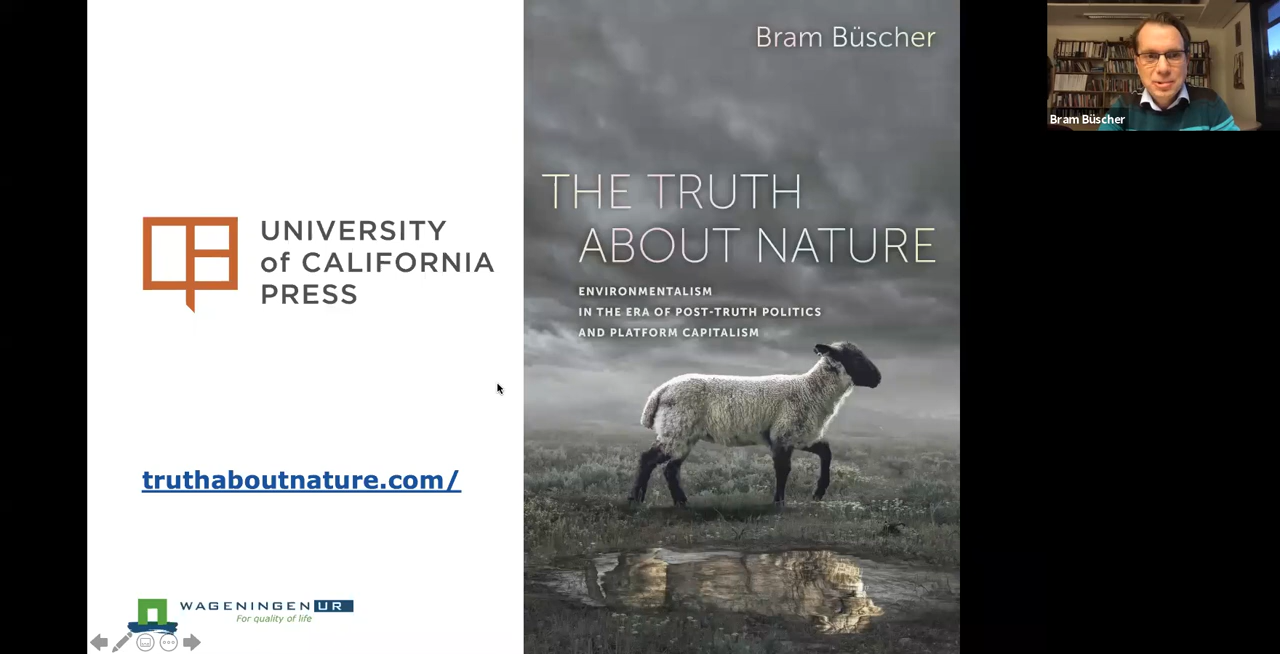 UNIVERSITY
of CALIFORNIA
PRESS
truthaboutnature.com/
WAGENINGEN UR
For quality of life
Bram Büscher
THE TRUTH
ABOUT NATURE
ENVIRONMENTALISM
IN THE ERA OF POST-TRUTH POLITICS
AND PLATFORM CAPITALISM
Bram Büscher